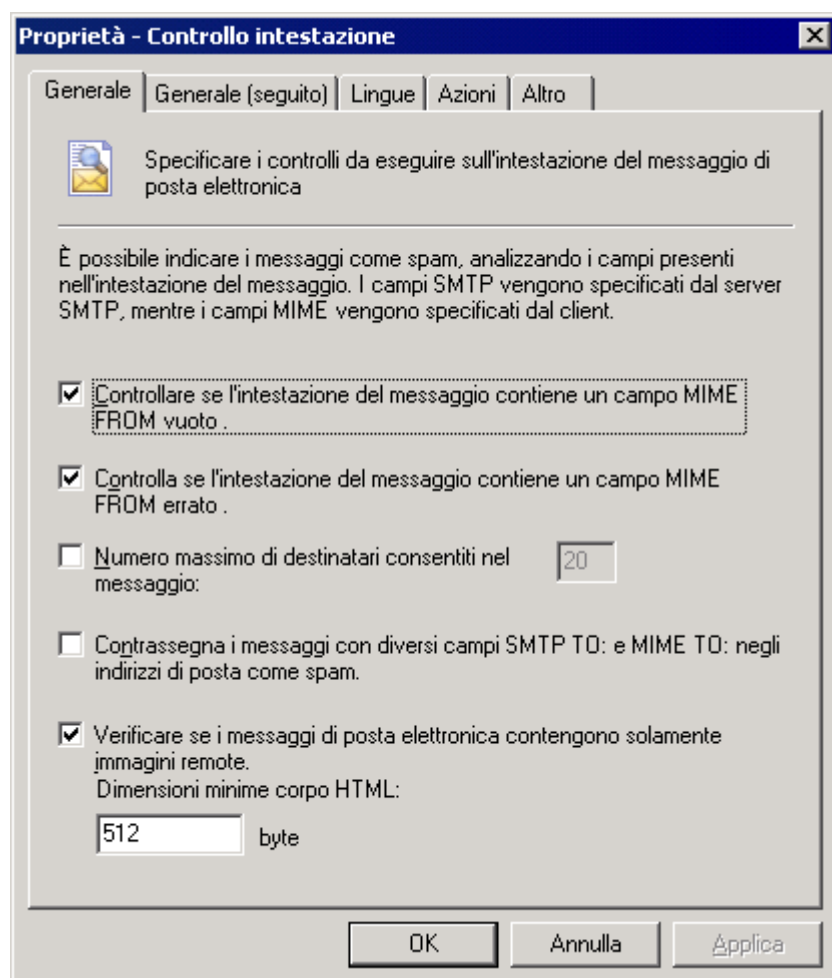 Proprietà - Controllo intestazione
Generale
Generale (seguito)
Lingue
Azioni
Altro
Specificare i controlli da eseguire sull'intestazione del messaggio di
posta elettronica
È possibile indicare i messaggi come spam, analizzando i campi presenti
nell'intestazione del messaggio. I campi SMTP vengono specificati dal server
SMTP, mentre i campi MIME vengono specificati dal client.
Controllare se l'intestazione del messaggio contiene un campo MIME
FROM vuoto .
Controlla se l'intestazione del messaggio contiene un campo MIME
FROM errato .
Numero massimo di destinatari consentiti nel
messaggio:
20
Contrassegna i messaggi con diversi campi SMTP TO: e MIME TO: negli
indirizzi di posta come spam.
Verificare se i messaggi di posta elettronica contengono solamente
immagini remote.
Dimensioni minime corpo HTML:
512 byte
OK
Annulla
Applica